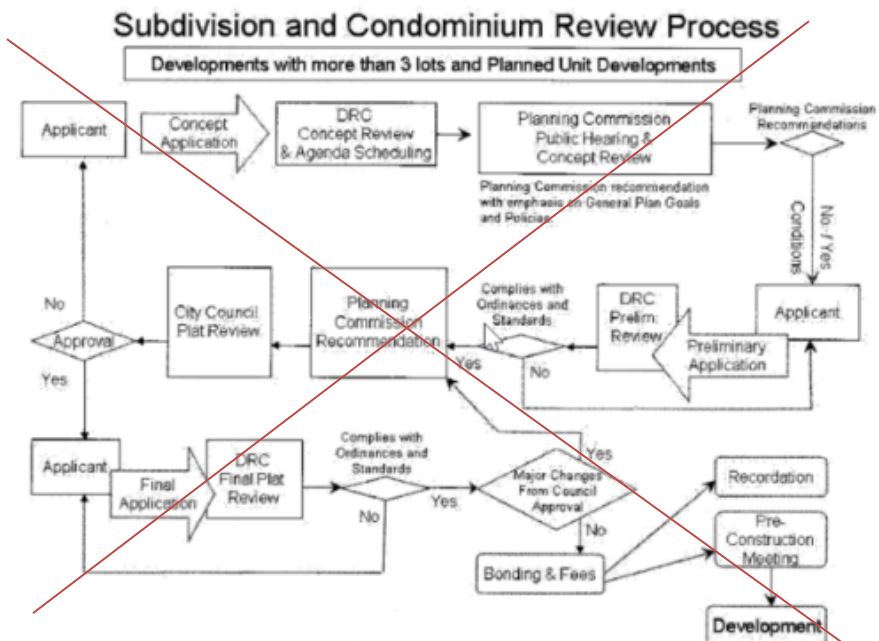 Subdivision and Condominium Review Process
Developments with more than 3 lots and Planned Unit Developments
Applicant
Concept
Application
DRC
Concept Review
& Agenda Scheduling
Planning Commission
Public Hearing &
Concept Review
Planning Commission
Recommendations
Planning Commission recommendation
with emphasis on General Plan Goals
and Policies.
No / Yes
Conditions
Applicant
Preliminary
Application
DRC
Prelim.
Review
Complies with
Ordinances and
Standards
No
Yes
Planning
Commission
Recommendation
City Council
Plat Review
Approval
No
Yes
Applicant
Final
Application
DRC
Final Plat
Review
Complies with
Ordinances and
Standards
No
Yes
Major Changes
From Council
Approval
Yes
No
Bonding & Fees
Recordation
Pre-
Construction
Meeting
Development